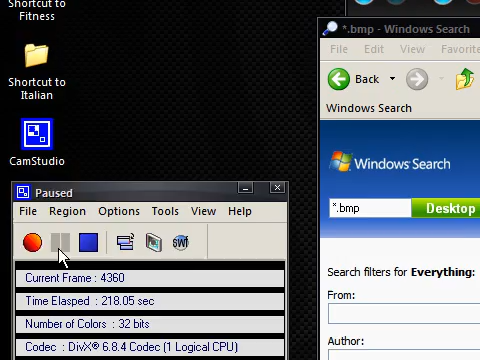 Shortcut to
Fitness
Shortcut to
Italian
CamStudio
*.bmp - Windows Search
File Edit View Favorite
Back
Windows Search
Windows Search
*.bmp Desktop
Search filters for Everything:
From:
Author:
Paused
File Region Options Tools View Help
SWF
Current Frame : 4360
Time Elasped : 218.05 sec
Number of Colors : 32 bits
Codec : DivX® 6.8.4 Codec (1 Logical CPU)